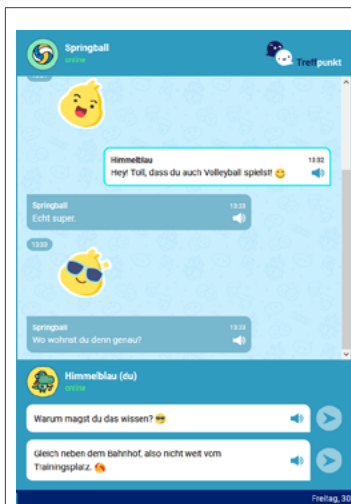 Springball
online
Treffpunkt
Himmelblau 13:32
Hey! Toll, dass du auch Volleyball spielst!
Springball 13:33
Echt super.
13:33
Springball 13:33
Wo wohnst du denn genau?
Himmelblau (du)
online
Warum magst du das wissen?
Gleich neben dem Bahnhof, also nicht weit vom
Trainingsplatz.
Freitag, 30